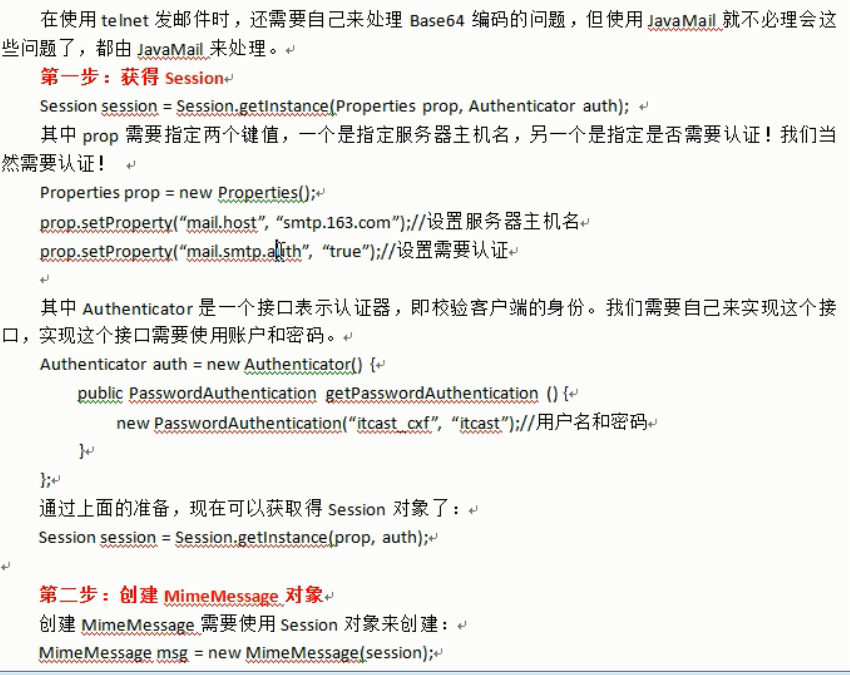 在使用 telnet 发邮件时，还需要自己来处理 Base64 编码的问题，但使用 JavaMail 就不必理会这
些问题了，都由 JavaMail 来处理。
第一步：获得 Session
Session session = Session.getInstance(Properties prop, Authenticator auth);
其中 prop 需要指定两个键值，一个是指定服务器主机名，另一个是指定是否需要认证！我们当
然需要认证！
Properties prop = new Properties();
prop.setProperty(“mail.host”, “smtp.163.com”);//设置服务器主机名
prop.setProperty(“mail.smtp.auth”, “true”);//设置需要认证
其中 Authenticator 是一个接口表示认证器，即校验客户端的身份。我们需要自己来实现这个接
口，实现这个接口需要使用账户和密码。
Authenticator auth = new Authenticator() {
public PasswordAuthentication getPasswordAuthentication () {
new PasswordAuthentication(“itcast_cxf”, “itcast”);//用户名和密码
}
};
通过上面的准备，现在可以获取得 Session 对象了：
Session session = Session.getInstance(prop, auth);
第二步：创建 MimeMessage 对象
创建 MimeMessage 需要使用 Session 对象来创建：
MimeMessage msg = new MimeMessage(session);